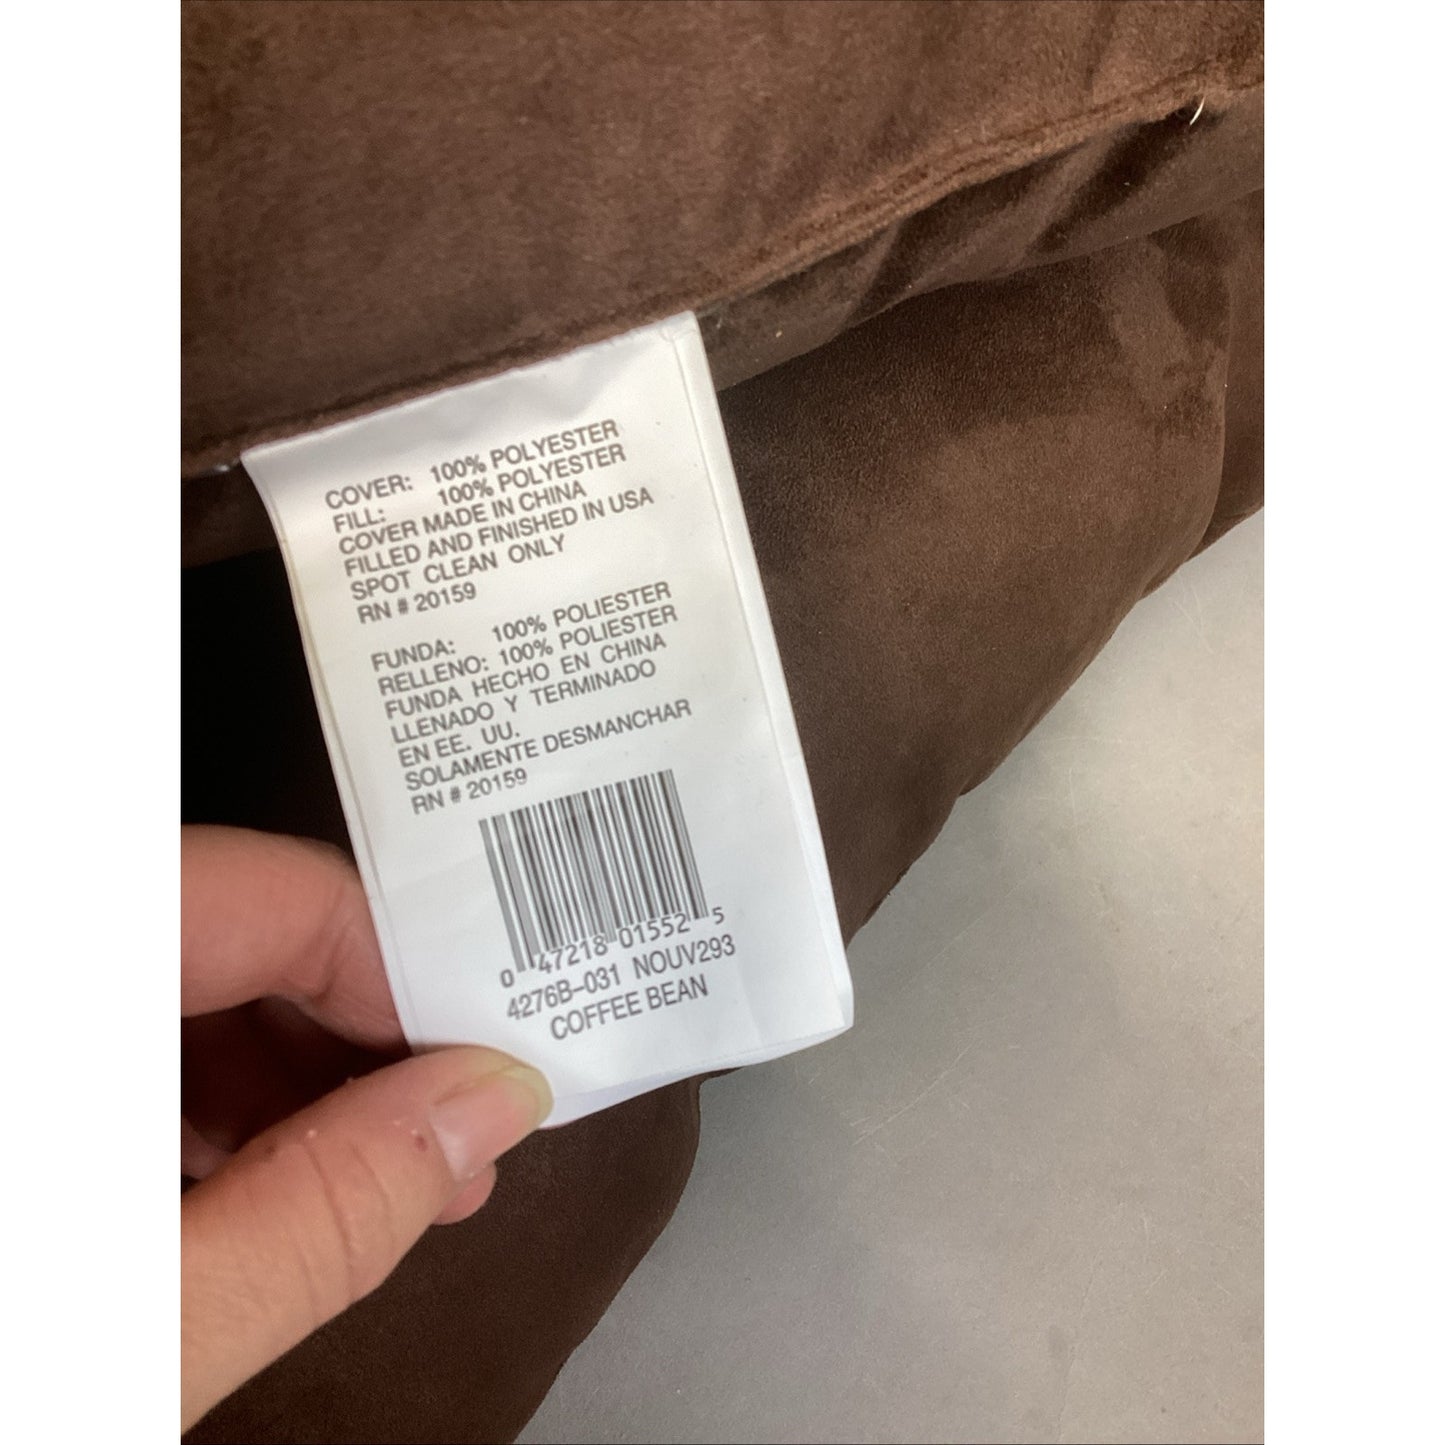 COVER: 100% POLYESTER
FILL: 100% POLYESTER
COVER MADE IN CHINA
FILLED AND FINISHED IN USA
SPOT CLEAN ONLY
RN # 20159
FUNDA: 100% POLIESTER
RELLENO: 100% POLIESTER
FUNDA HECHO EN CHINA
LLENADO Y TERMINADO
EN EE. UU.
SOLAMENTE DESMANCHAR
RN # 20159
0 47218 01552 5
4276B-031 NOUV293
COFFEE BEAN